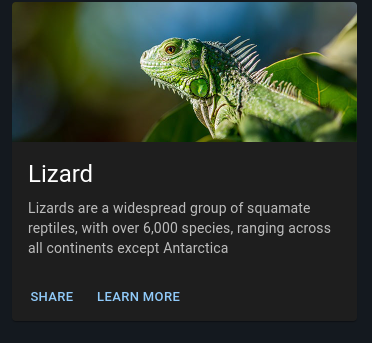 Lizard
Lizards are a widespread group of squamate
reptiles, with over 6,000 species, ranging across
all continents except Antarctica
SHARE LEARN MORE